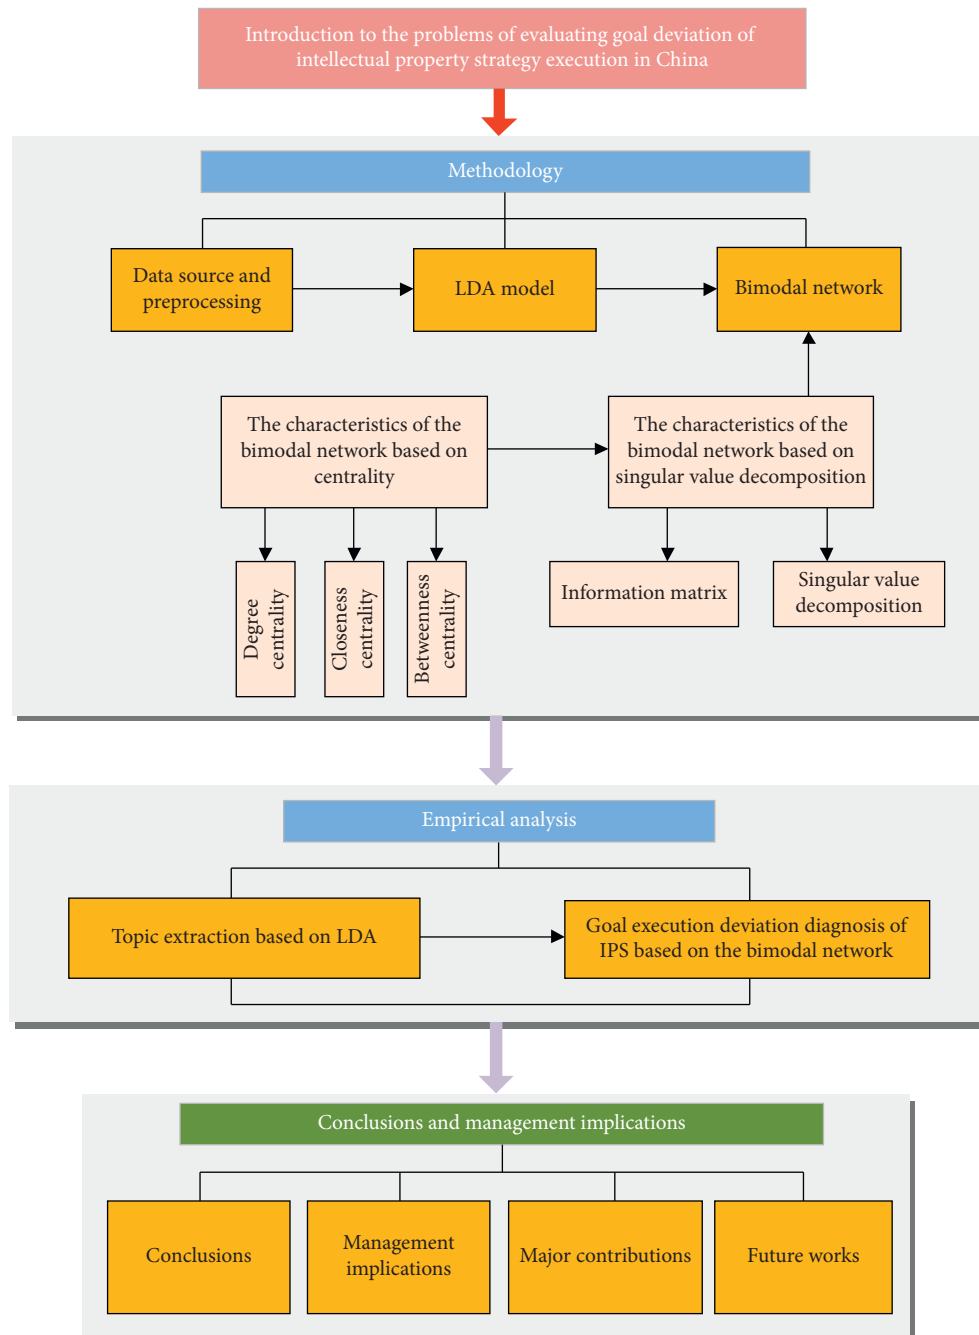 Introduction to the problems of evaluating goal deviation of
intellectual property strategy execution in China
Methodology
Data source and
preprocessing
LDA model
Bimodal network
The characteristics of the
bimodal network based on
centrality
The characteristics of the
bimodal network based on
singular value decomposition
Degree
centrality
Closeness
centrality
Betweenness
centrality
Information matrix
Singular value
decomposition
Empirical analysis
Topic extraction based on LDA
Goal execution deviation diagnosis of
IPS based on the bimodal network
Conclusions and management implications
Conclusions
Management
implications
Major contributions
Future works